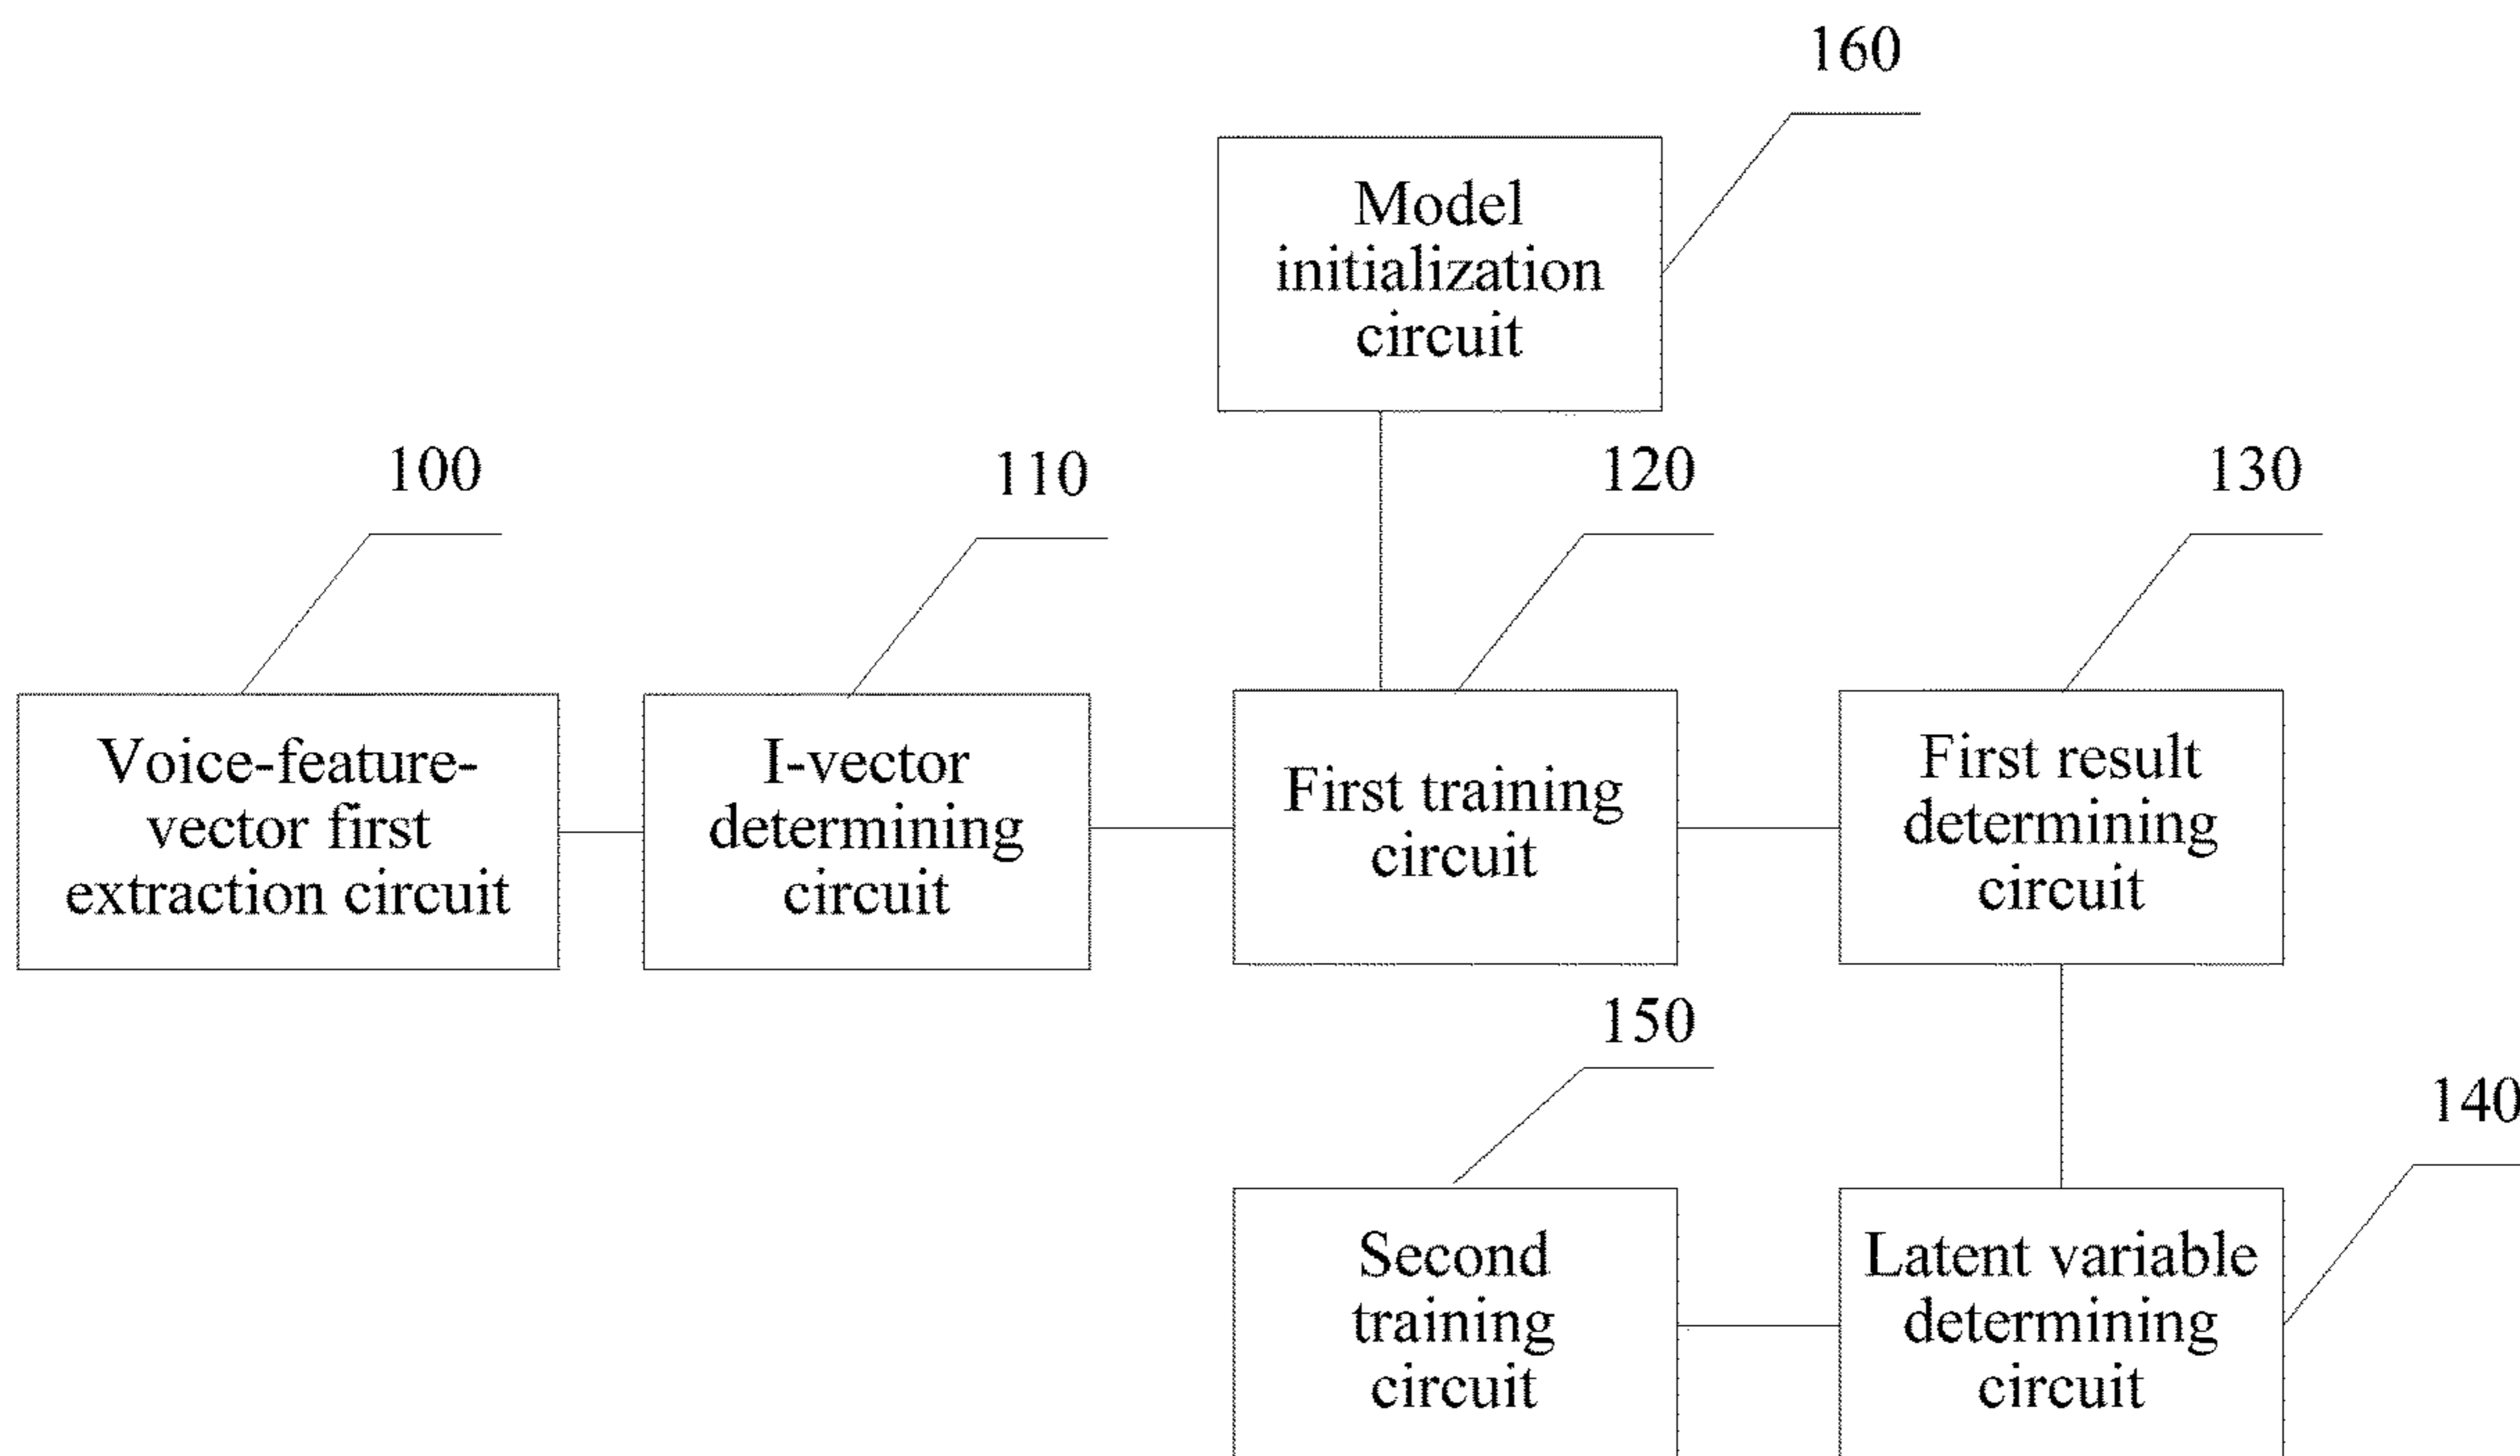 160
Model
initialization
circuit
100
110
120
130
Voice-feature-
vector first
extraction circuit
I-vector
determining
circuit
First training
circuit
First result
determining
circuit
150
140
Second
training
circuit
Latent variable
determining
circuit